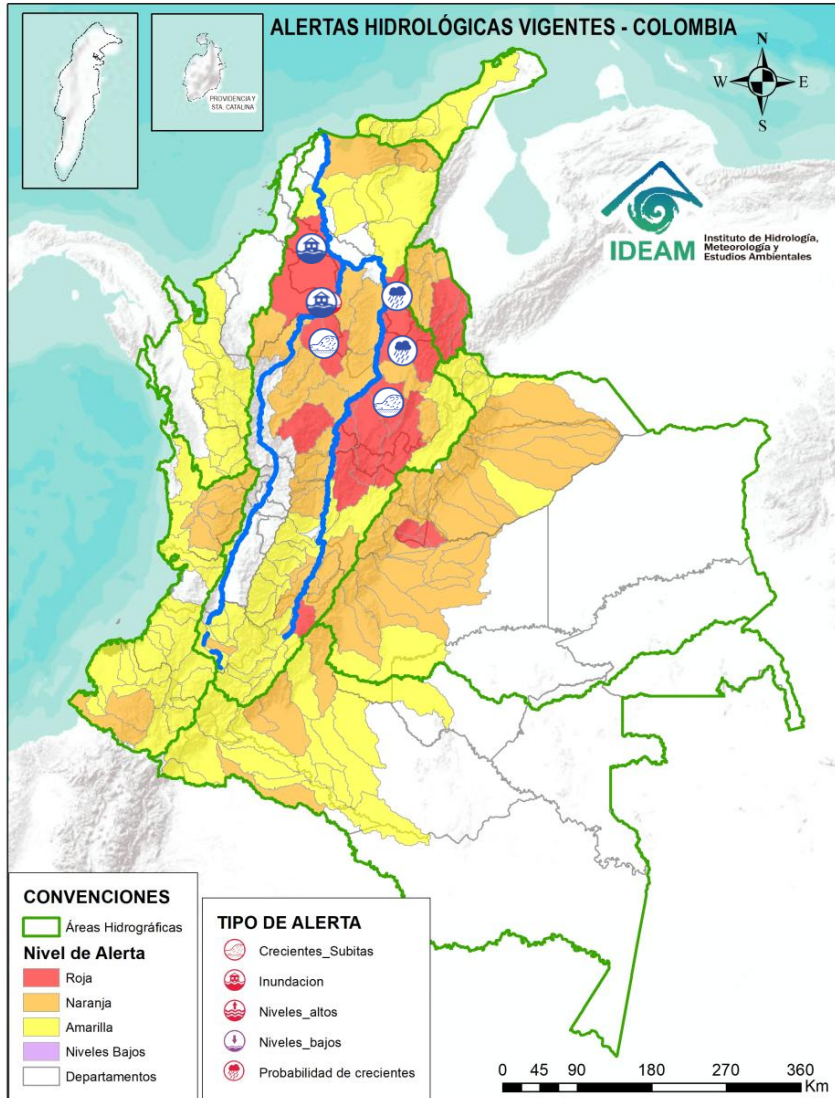 ALERTAS HIDROLÓGICAS VIGENTES - COLOMBIA
PROVIDENCIA Y
STA. CATALINA
N
W
E
S
IDEAM
Instituto de Hidrología,
Meteorología y
Estudios Ambientales
CONVENCIONES
Áreas Hidrográficas
Nivel de Alerta
Roja
Naranja
Amarilla
Niveles Bajos
Departamentos
TIPO DE ALERTA
Crecientes_Subitas
Inundacion
Niveles_altos
Niveles_bajos
Probabilidad de crecientes
0 45 90 180 270 360
Km